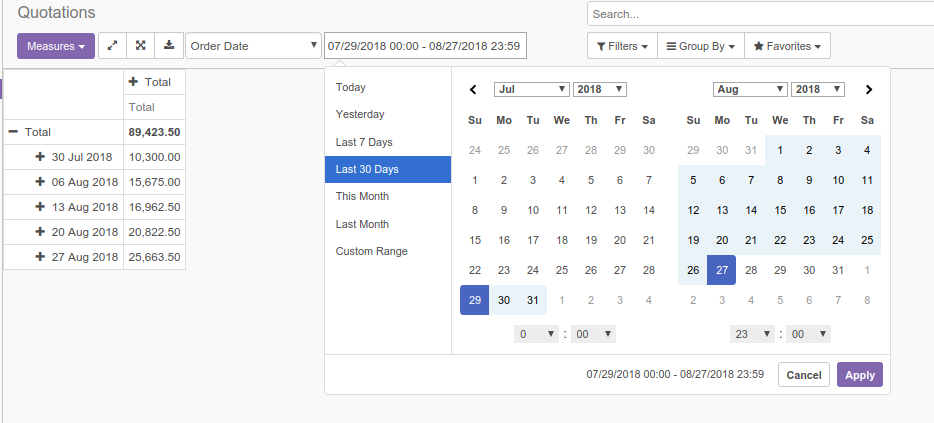 Quotations
Search...
Measures
Order Date 07/29/2018 00:00 - 08/27/2018 23:59
Filters Group By Favorites
Total
Total
Total 89,423.50
30 Jul 2018 10,300.00
06 Aug 2018 15,675.00
13 Aug 2018 16,962.50
20 Aug 2018 20,822.50
27 Aug 2018 25,663.50
Today
Yesterday
Last 7 Days
Last 30 Days
This Month
Last Month
Custom Range
Jul 2018
Su Mo Tu We Th Fr Sa
24 25 26 27 28 29 30
1 2 3 4 5 6 7
8 9 10 11 12 13 14
15 16 17 18 19 20 21
22 23 24 25 26 27 28
29 30 31 1 2 3 4
0 : 00
Aug 2018
Su Mo Tu We Th Fr Sa
29 30 31 1 2 3 4
5 6 7 8 9 10 11
12 13 14 15 16 17 18
19 20 21 22 23 24 25
26 27 28 29 30 31 1
2 3 4 5 6 7 8
23 : 00
07/29/2018 00:00 - 08/27/2018 23:59
Cancel Apply